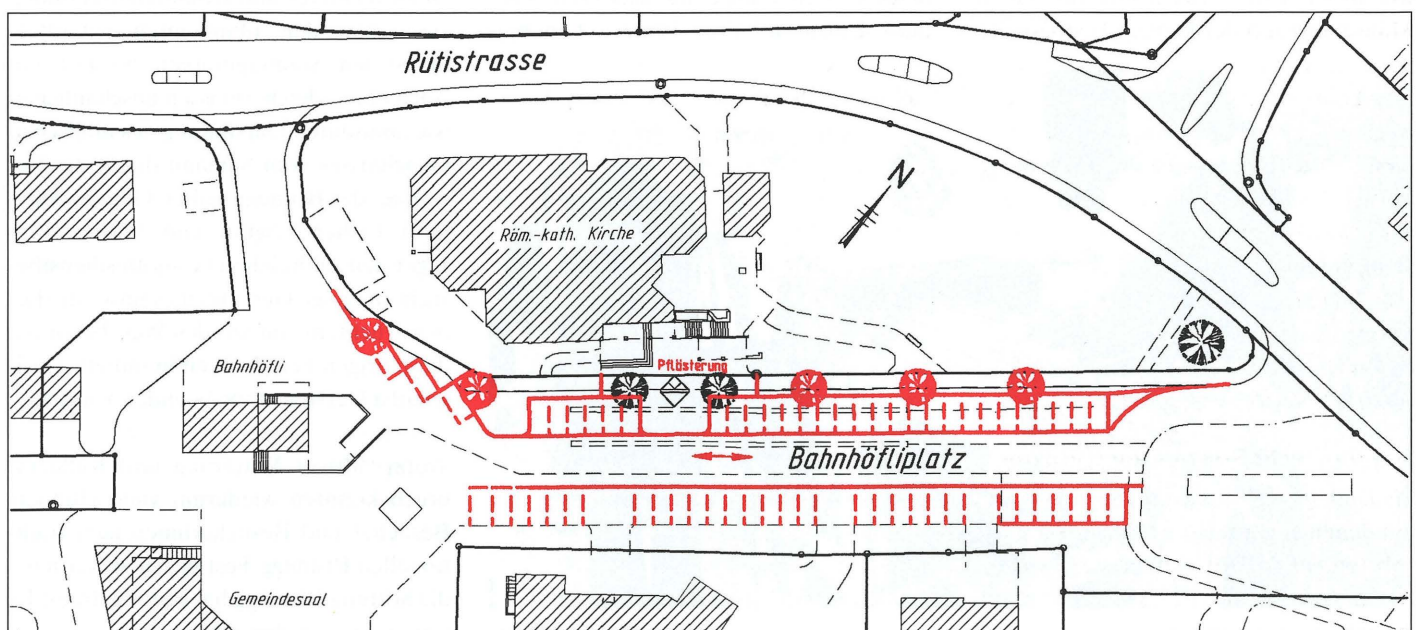 Rütistrasse
N
Röm.-kath. Kirche
Bahnhöfli
Pflästerung
Bahnhöfliplatz
Gemeindesaal